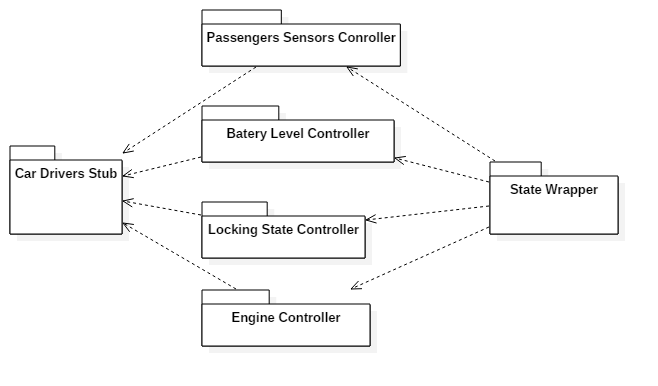 Passengers Sensors Conroller
Batery Level Controller
Car Drivers Stub
State Wrapper
Locking State Controller
Engine Controller